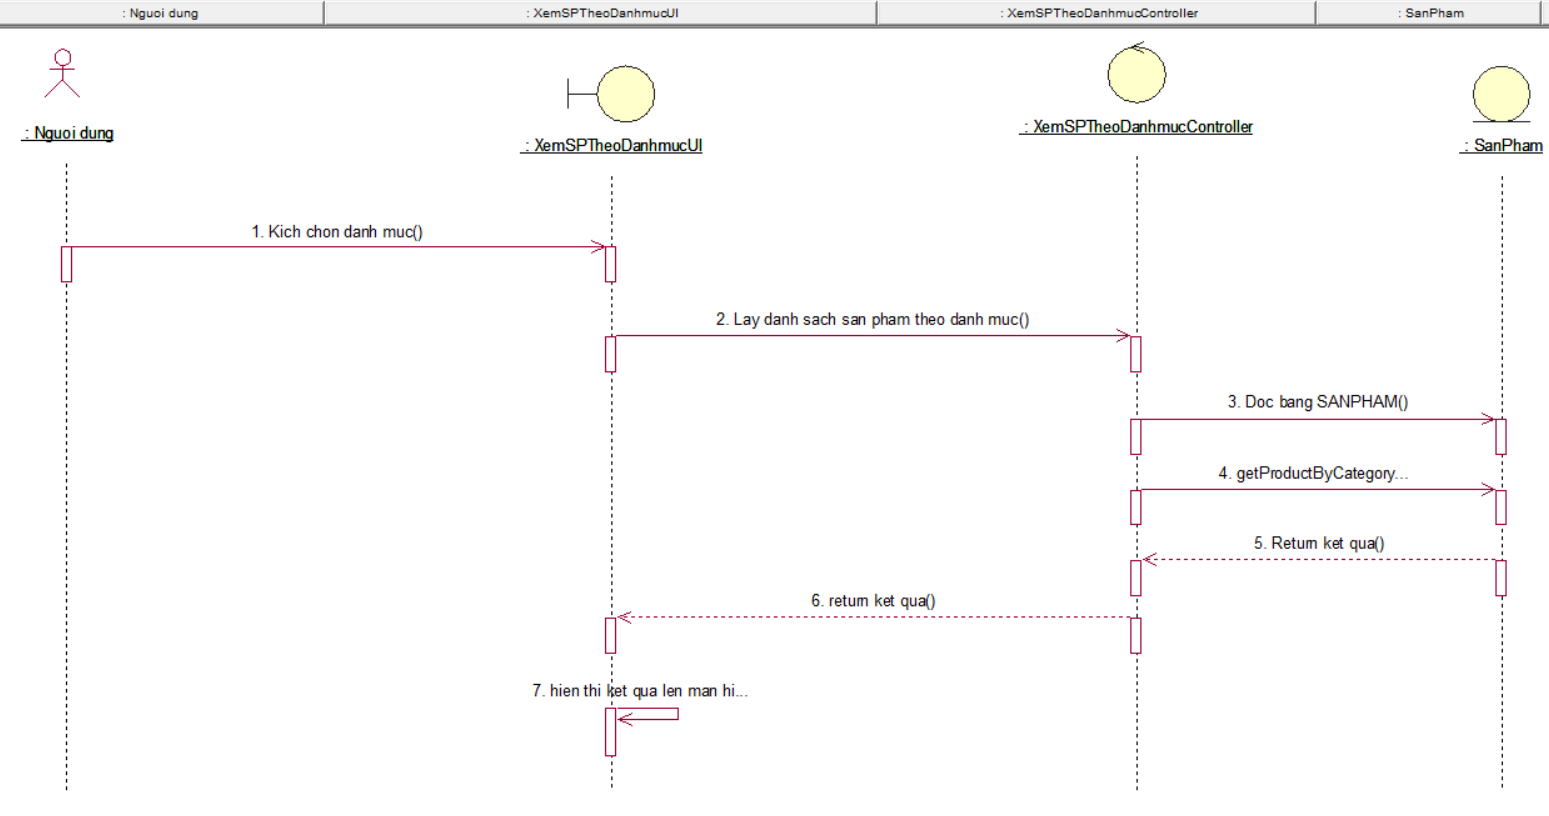 : Nguoi dung
: XemSPTheoDanhmucUI
: XemSPTheoDanhmucController
: SanPham
: Nguoi dung
: XemSPTheoDanhmucUI
: XemSPTheoDanhmucController
: SanPham
1. Kich chon danh muc()
2. Lay danh sach san pham theo danh muc()
3. Doc bang SANPHAM()
4. getProductByCategory...
5. Return ket qua()
6. return ket qua()
7. hien thi ket qua len man hi...